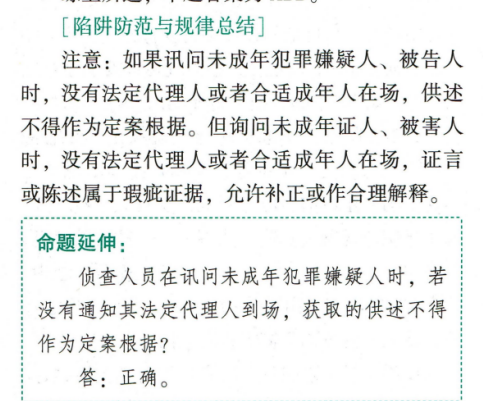 [陷阱防范与规律总结]
注意：如果讯问未成年犯罪嫌疑人、被告人
时，没有法定代理人或者合适成年人在场，供述
不得作为定案根据。但询问未成年证人、被害人
时，没有法定代理人或者合适成年人在场，证言
或陈述属于瑕疵证据，允许补正或作合理解释。
命题延伸：
侦查人员在讯问未成年犯罪嫌疑人时，若
没有通知其法定代理人到场，获取的供述不得
作为定案根据？
答：正确。